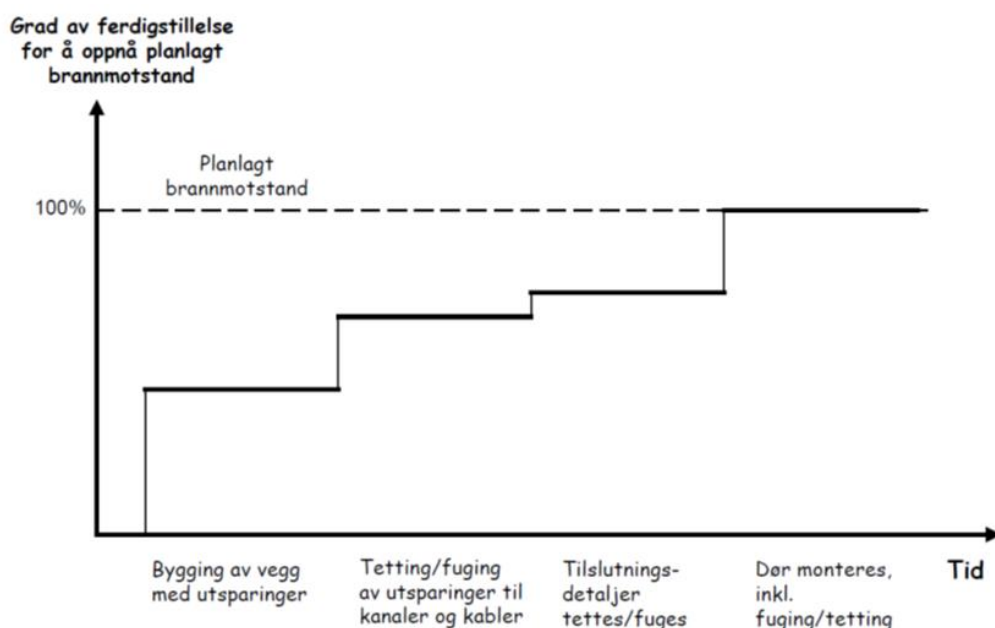 Grad av ferdigstillelse
for å oppnå planlagt
brannmotstand
Planlagt
brannmotstand
100%
Bygging av vegg
med utsparinger
Tetting/fuging
av utsparinger til
kanaler og kabler
Tilslutnings-
detaljer
tettes/fuges
Dør monteres,
inkl.
fuging/tetting
Tid